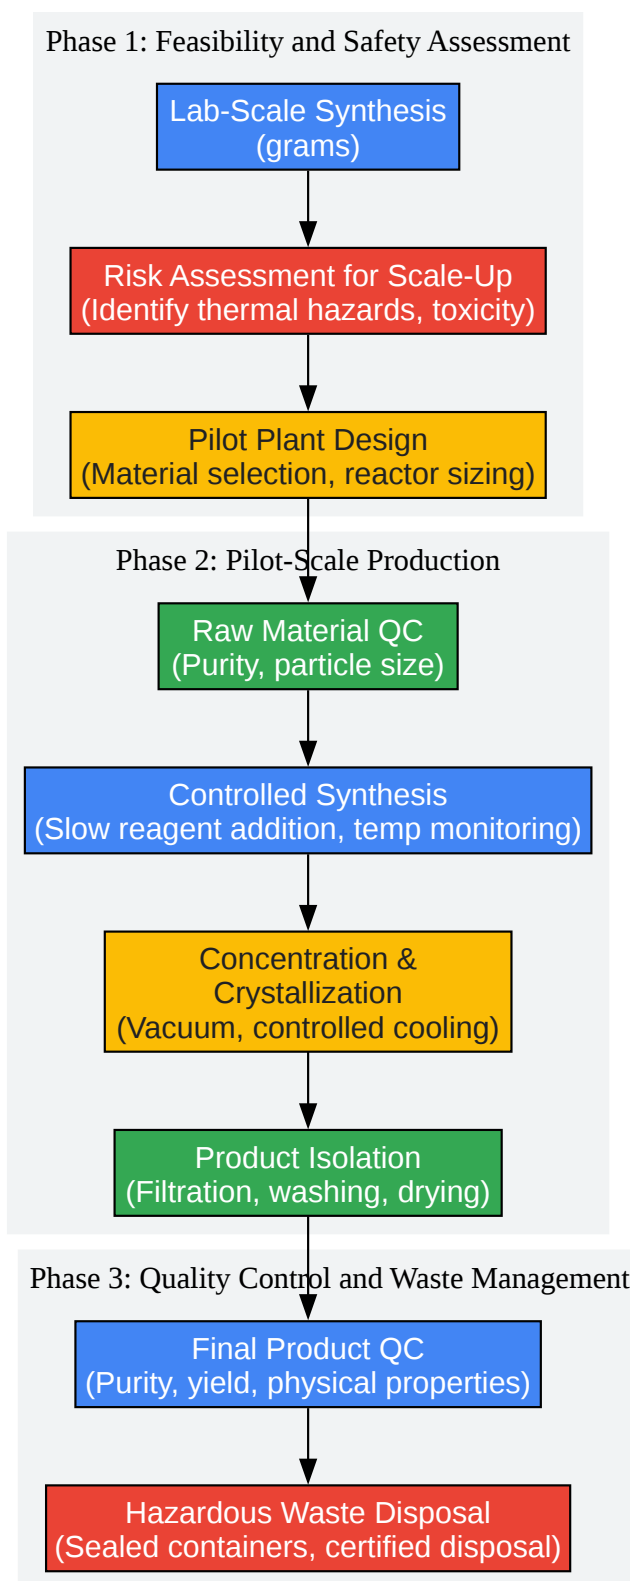 Phase 1: Feasibility and Safety Assessment
Lab-Scale Synthesis
(grams)
Risk Assessment for Scale-Up
(Identify thermal hazards, toxicity)
Pilot Plant Design
(Material selection, reactor sizing)
Phase 2: Pilot-Scale Production
Raw Material QC
(Purity, particle size)
Controlled Synthesis
(Slow reagent addition, temp monitoring)
Concentration &
Crystallization
(Vacuum, controlled cooling)
Product Isolation
(Filtration, washing, drying)
Phase 3: Quality Control and Waste Management
Final Product QC
(Purity, yield, physical properties)
Hazardous Waste Disposal
(Sealed containers, certified disposal)